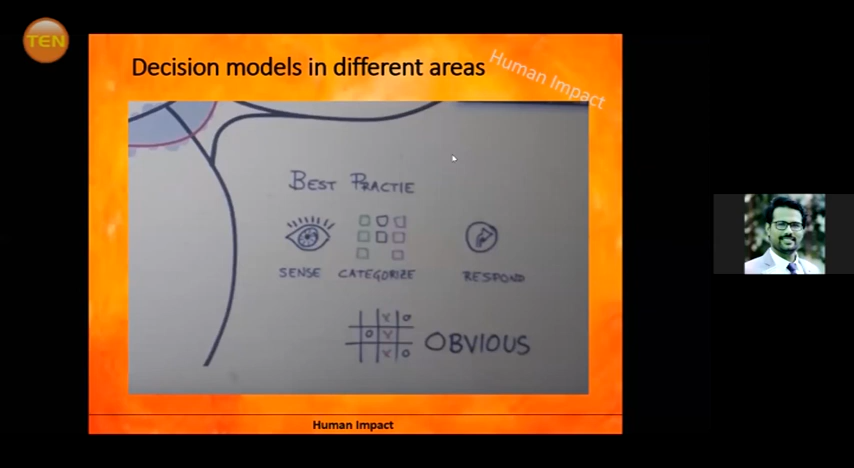 TEN
Decision models in different areas
Human Impact
BEST PRACTIE
SENSE CATEGORIZE RESPOND
OBVIOUS
Human Impact